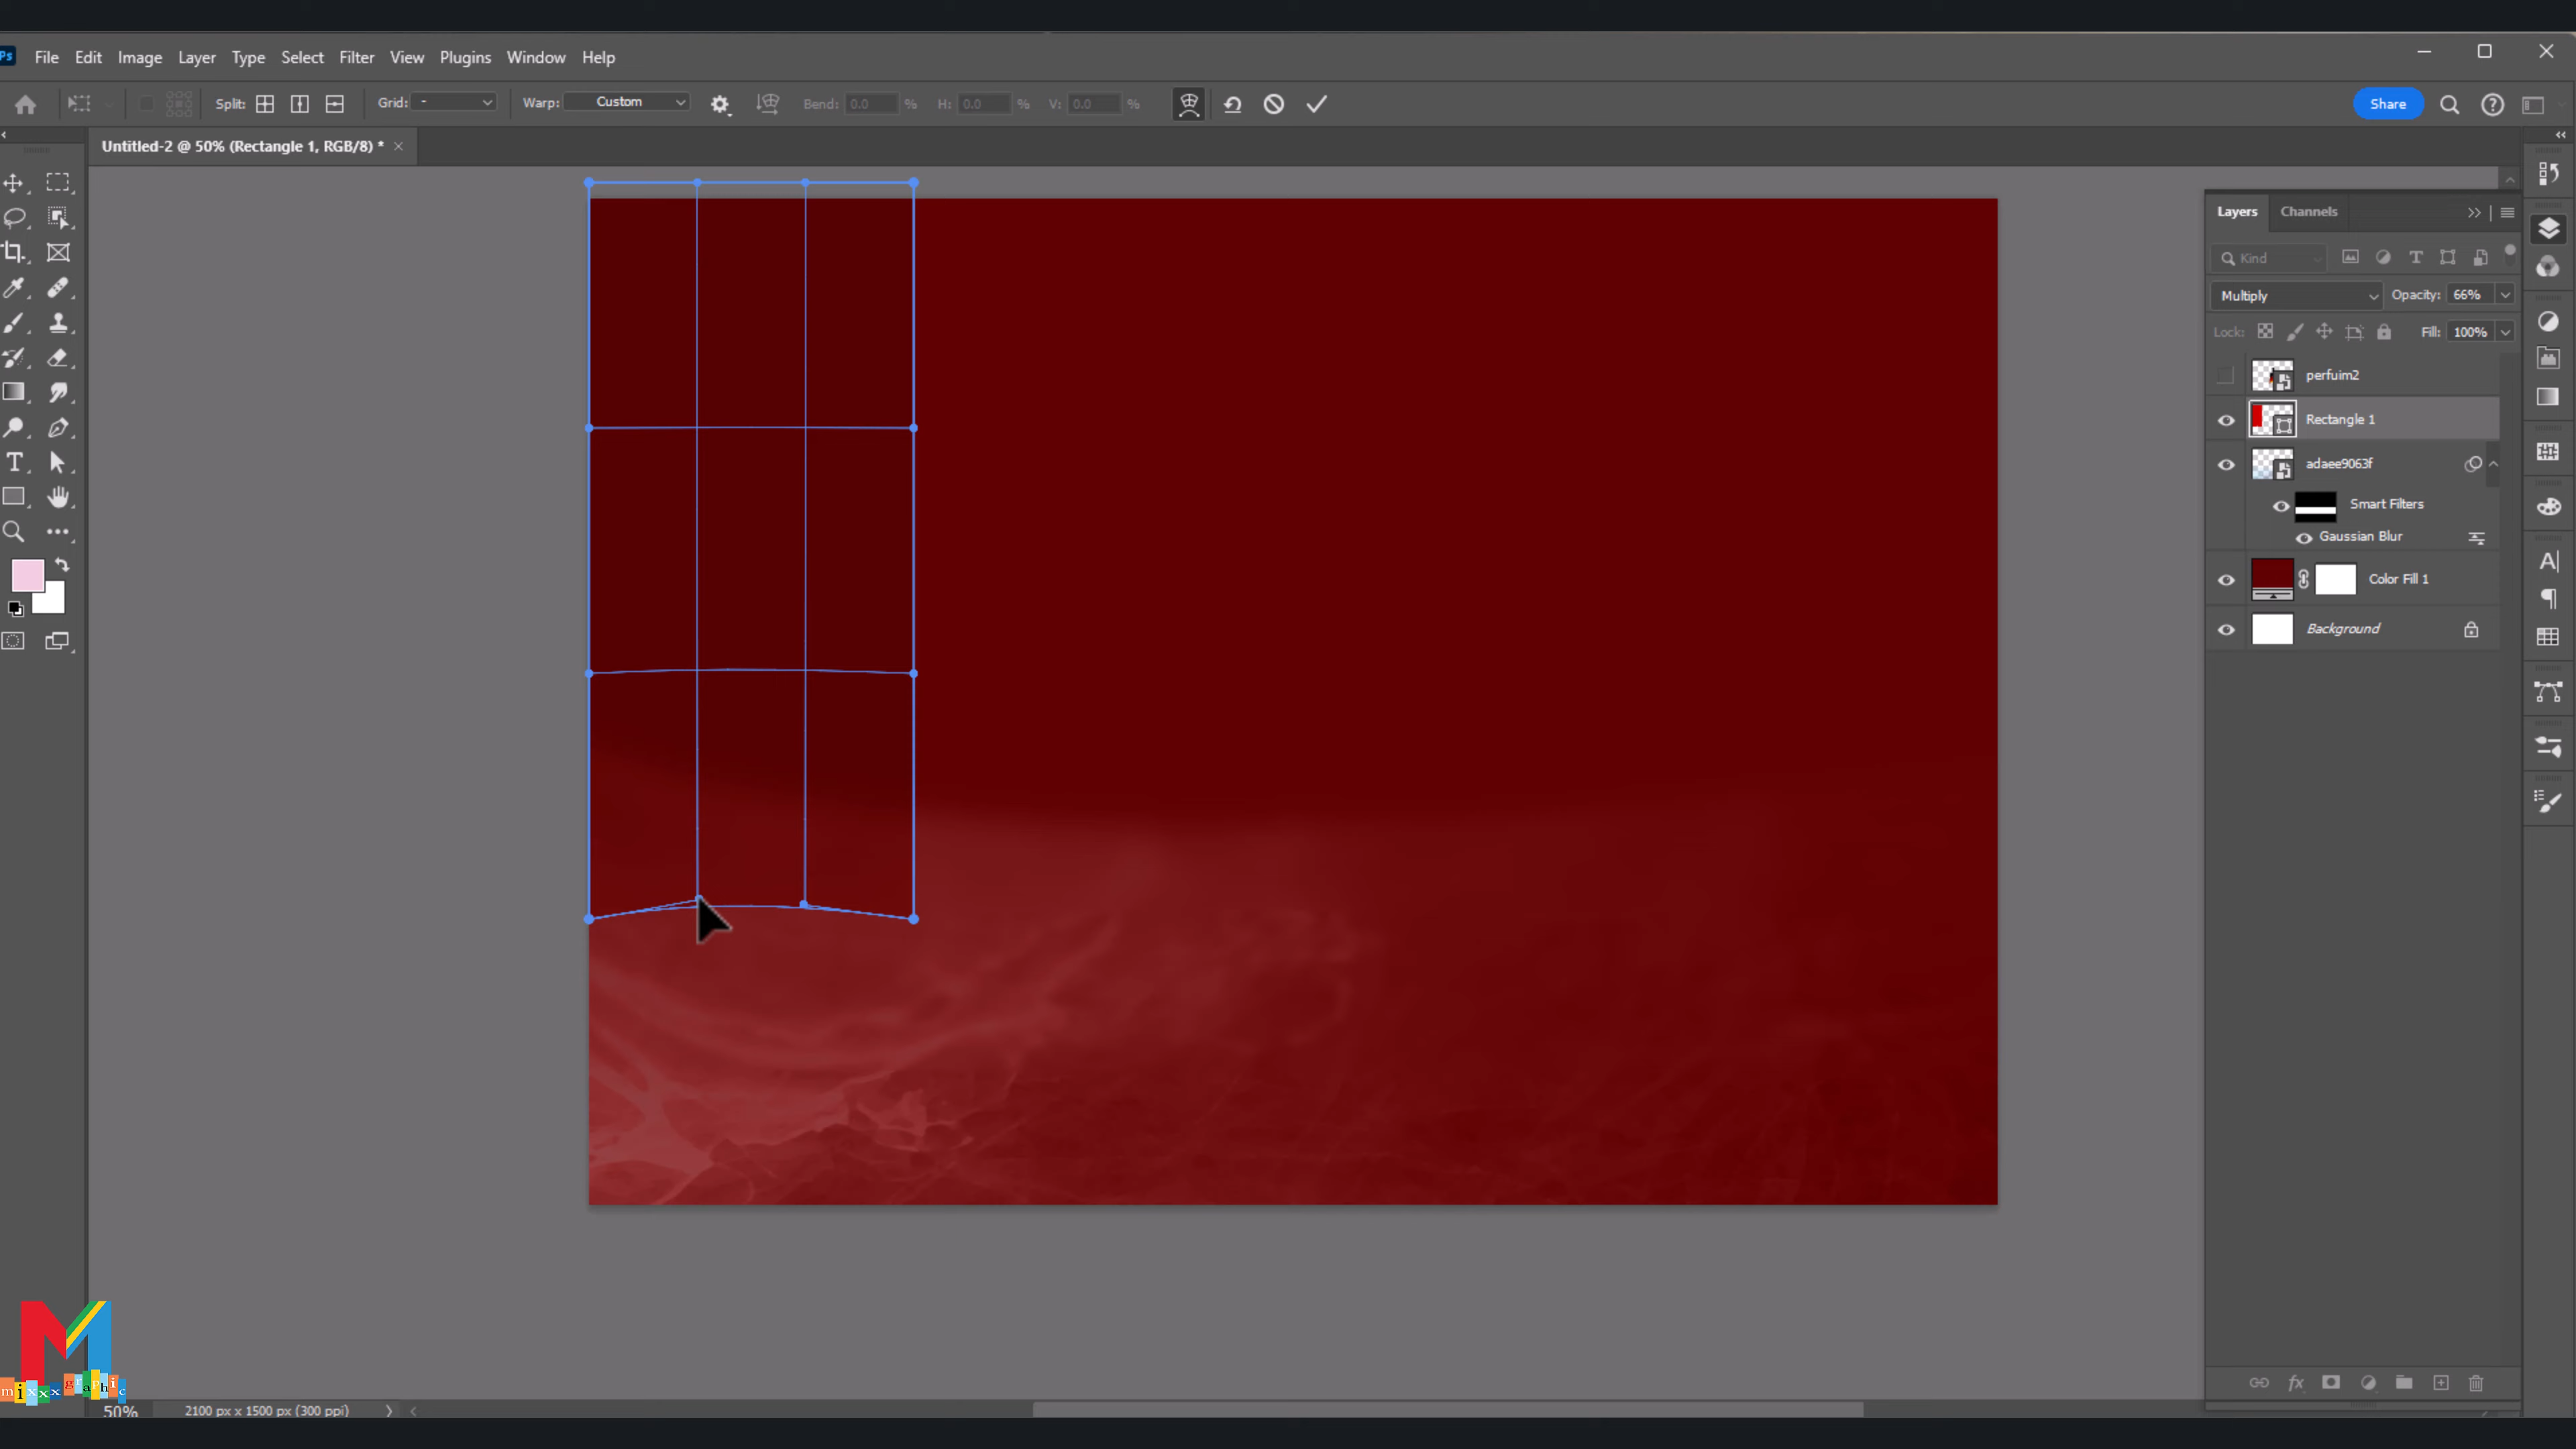 Ps File Edit Image Layer Type Select Filter View Plugins Window Help
Split: Grid: - Warp: Custom Bend: 0.0 % H: 0.0 % V: 0.0 % Share
Untitled-2 @ 50% (Rectangle 1, RGB/8) * ×
Layers Channels
Kind
Multiply Opacity: 66%
Lock: Fill: 100%
perfuim2
Rectangle 1
adaee9063f
Smart Filters
Gaussian Blur
Color Fill 1
Background
M
mixxx graphic
50% 2100 px x 1500 px (300 ppi)